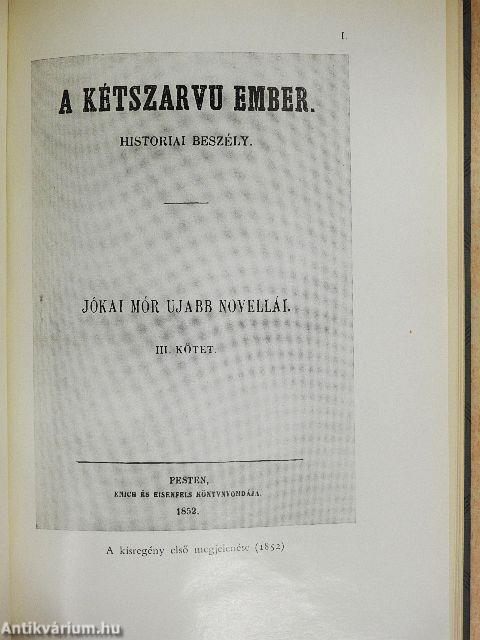 I.
A KÉTSZARVU EMBER.
HISTORIAI BESZÉLY.
JÓKAI MÓR UJABB NOVELLÁI.
III. KÖTET.
PESTEN,
EMICH ÉS EISENFELS KÖNYVNYOMDÁJA.
1852.
A kisregény első megjelenése (1852)
Antikvárium.hu